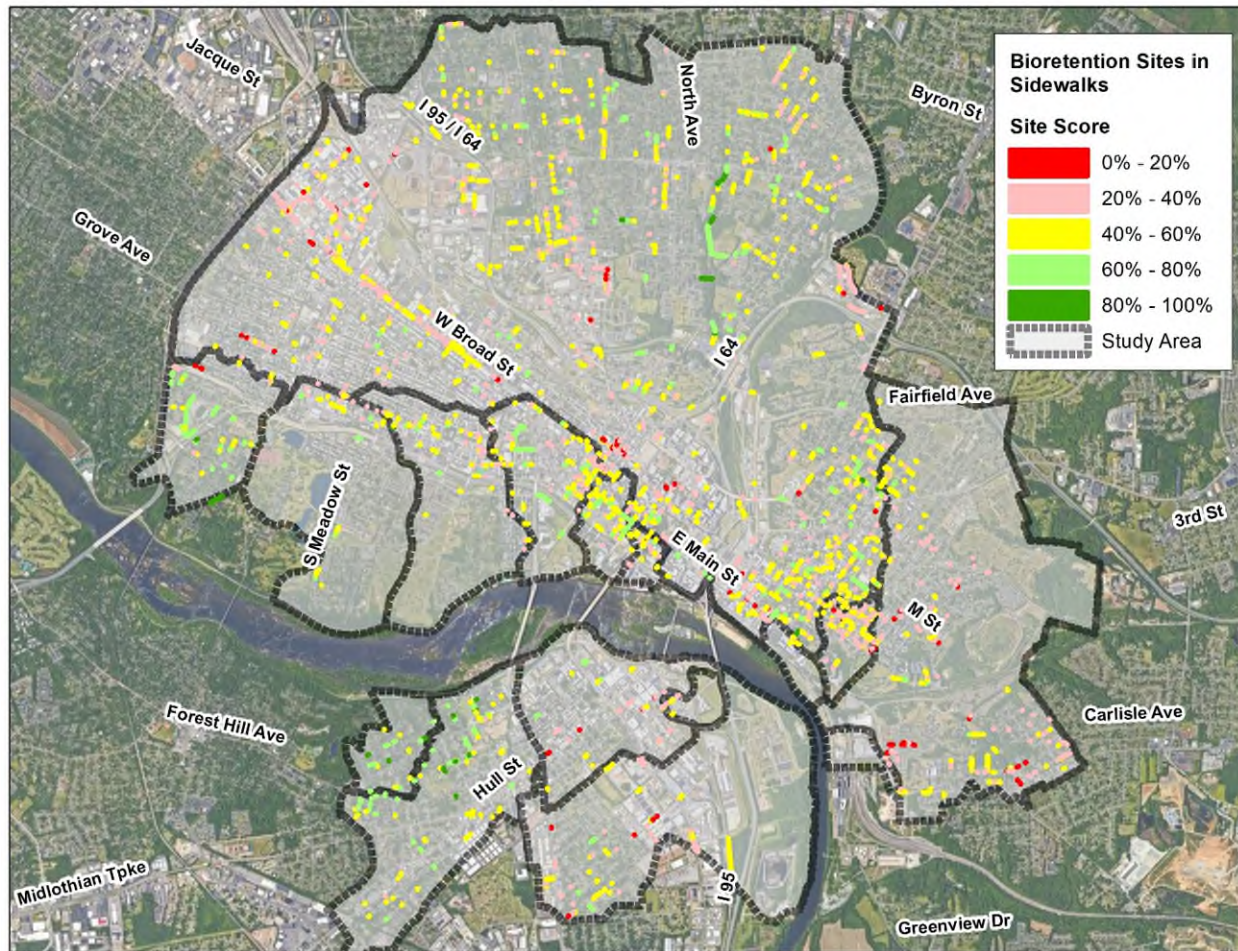 Jacque St
I 95 / I 64
North Ave
Byron St
Grove Ave
W Broad St
I 64
Fairfield Ave
3rd St
S Meadow St
E Main St
M St
Forest Hill Ave
Hull St
Carlisle Ave
Midlothian Tpke
I 95
Greenview Dr
Bioretention Sites in
Sidewalks
Site Score
0% - 20%
20% - 40%
40% - 60%
60% - 80%
80% - 100%
Study Area